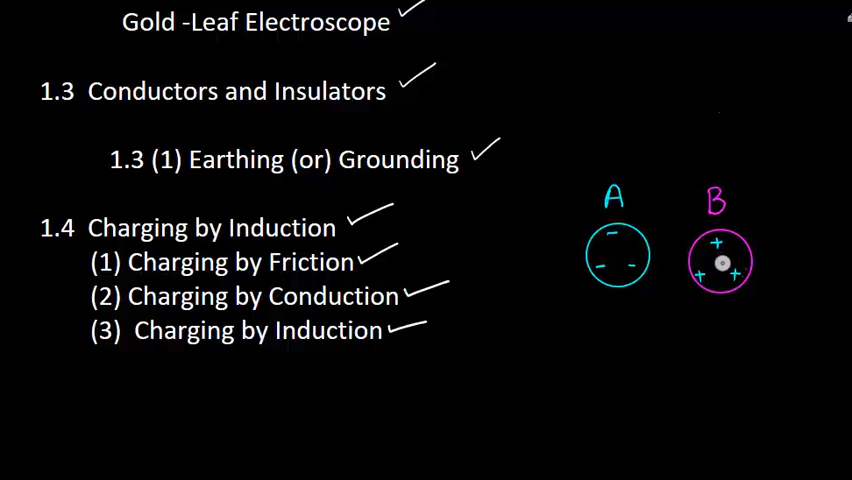 Gold -Leaf Electroscope
1.3 Conductors and Insulators
1.3 (1) Earthing (or) Grounding
1.4 Charging by Induction
(1) Charging by Friction
(2) Charging by Conduction
(3) Charging by Induction
A B
- +
- - + +